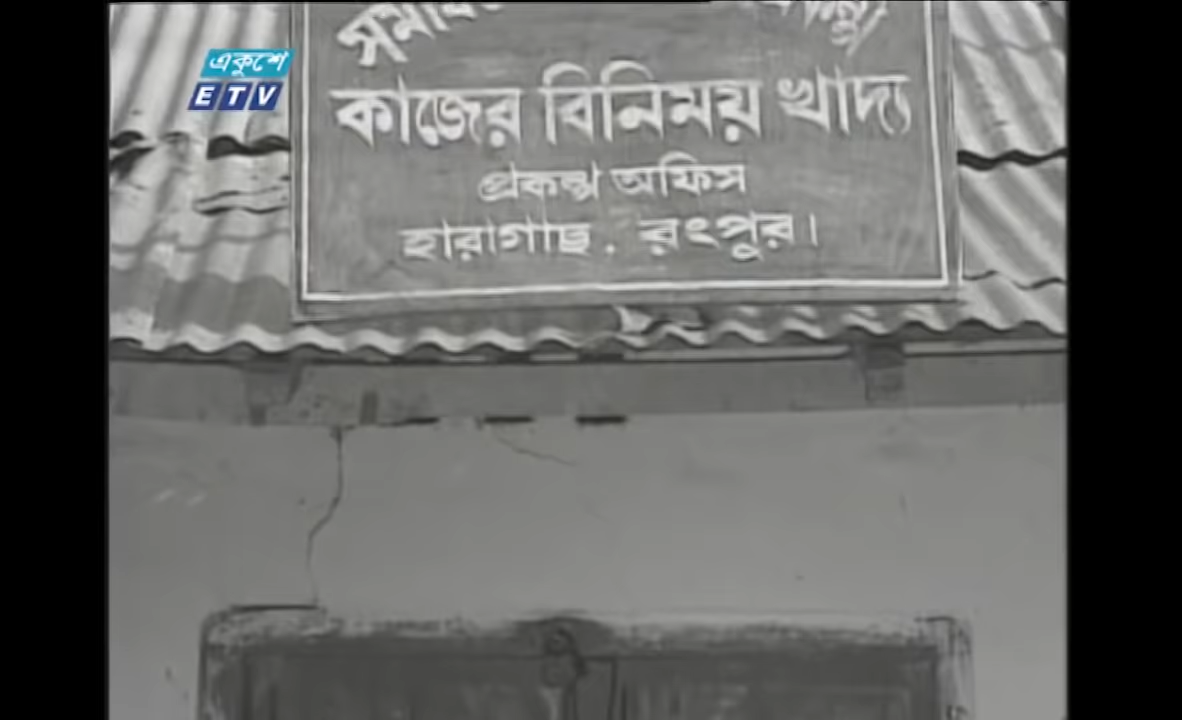 একুশে
ETV
কাজের বিনিময় খাদ্য
প্রকল্প অফিস
হারাগাছ, রংপুর।